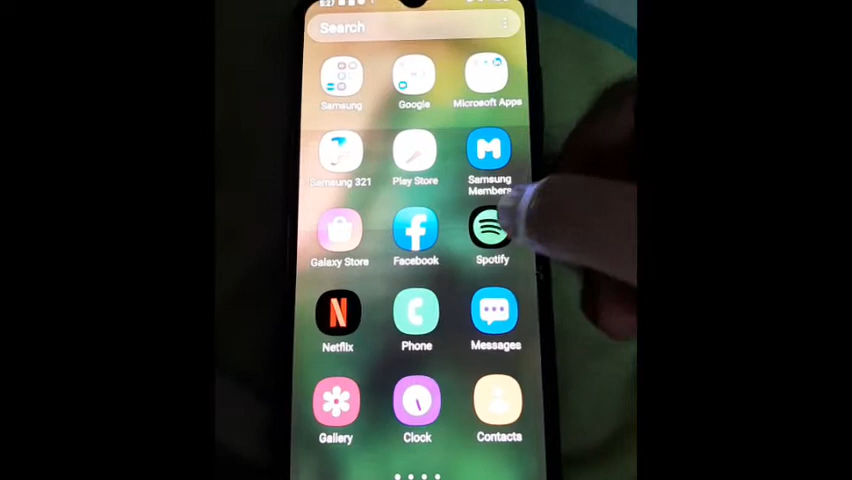 Search
Samsung
Google
Microsoft Apps
Samsung 321
Play Store
Samsung
Members
Galaxy Store
Facebook
Spotify
Netflix
Phone
Messages
Gallery
Clock
Contacts